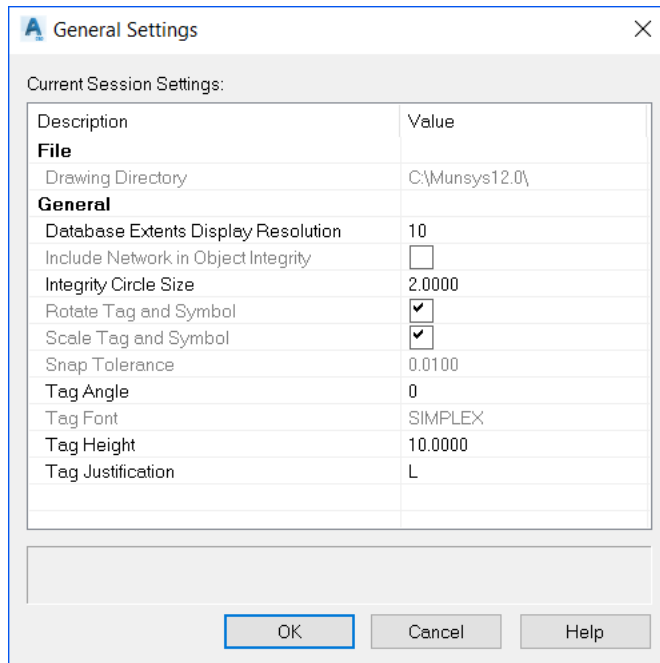 General Settings
Current Session Settings:
Description Value
File
Drawing Directory C:\Munsys12.0\
General
Database Extents Display Resolution 10
Include Network in Object Integrity
Integrity Circle Size 2.0000
Rotate Tag and Symbol
Scale Tag and Symbol
Snap Tolerance 0.0100
Tag Angle 0
Tag Font SIMPLEX
Tag Height 10.0000
Tag Justification L
OK Cancel Help